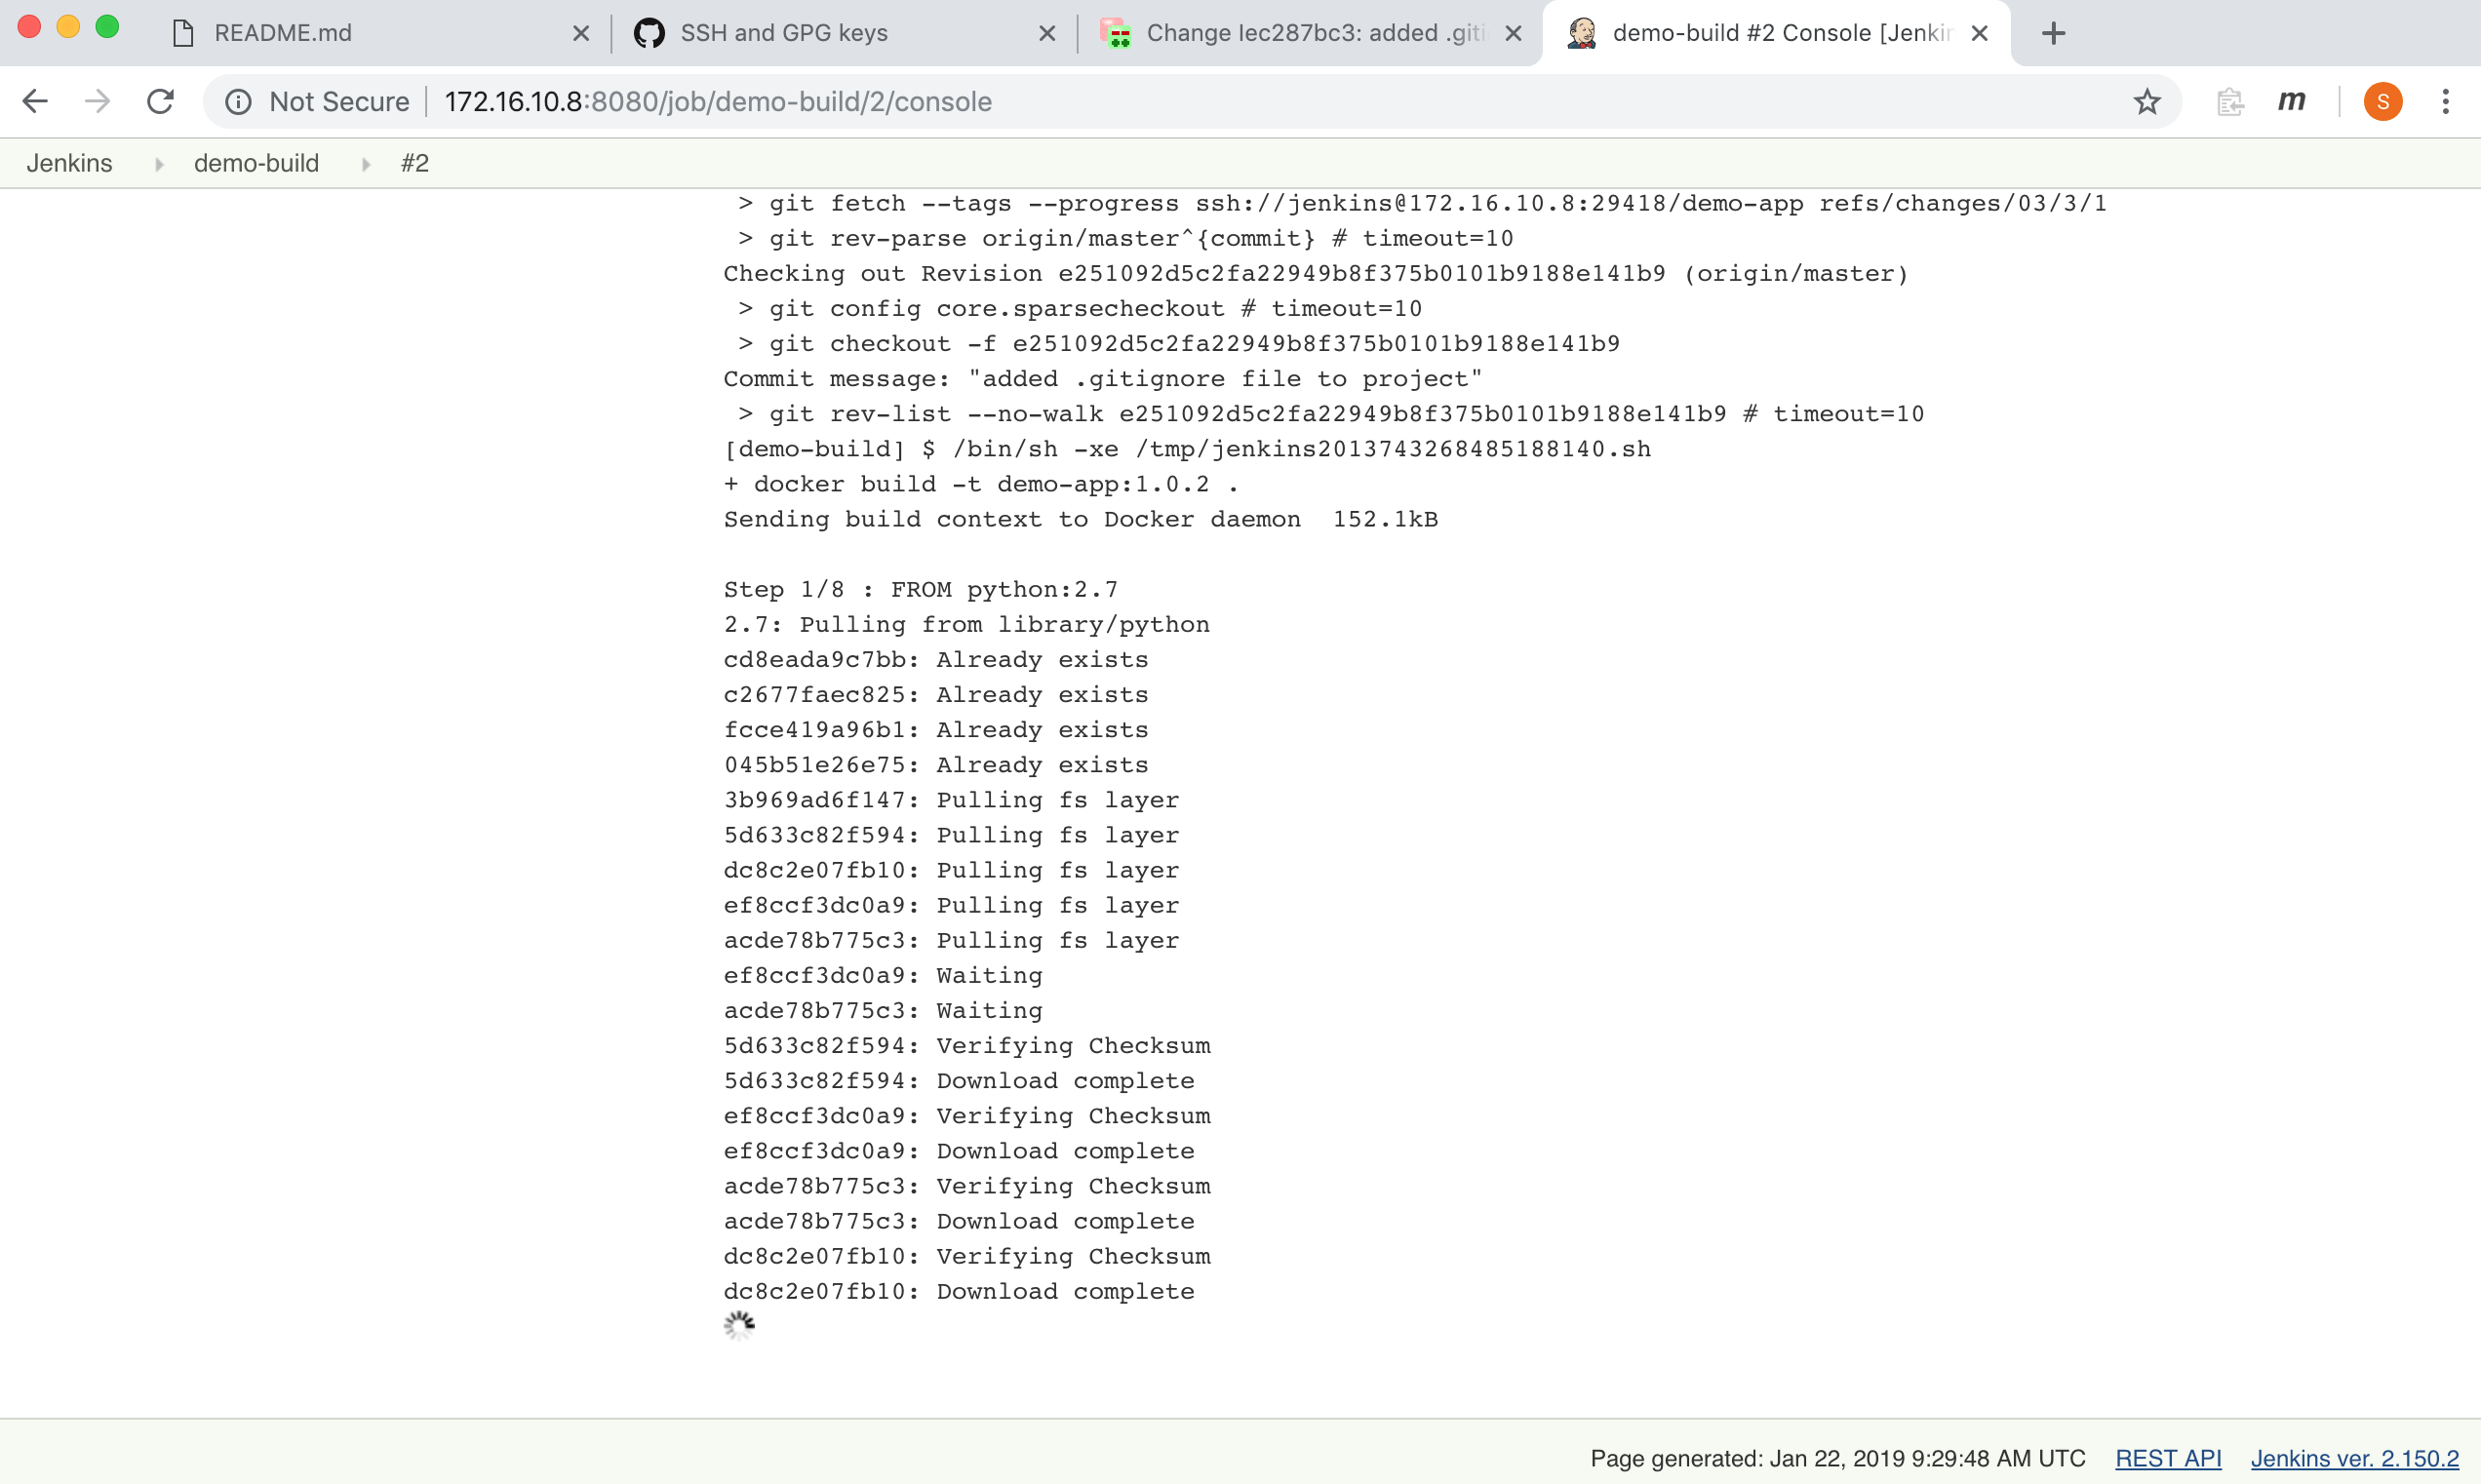 README.md
SSH and GPG keys
Change Iec287bc3: added .giti
demo-build #2 Console [Jenkin
Not Secure 172.16.10.8:8080/job/demo-build/2/console
m
S
Jenkins demo-build #2
> git fetch --tags --progress ssh://jenkins@172.16.10.8:29418/demo-app refs/changes/03/3/1
> git rev-parse origin/master^{commit} # timeout=10
Checking out Revision e251092d5c2fa22949b8f375b0101b9188e141b9 (origin/master)
> git config core.sparsecheckout # timeout=10
> git checkout -f e251092d5c2fa22949b8f375b0101b9188e141b9
Commit message: "added .gitignore file to project"
> git rev-list --no-walk e251092d5c2fa22949b8f375b0101b9188e141b9 # timeout=10
[demo-build] $ /bin/sh -xe /tmp/jenkins2013743268485188140.sh
+ docker build -t demo-app:1.0.2 .
Sending build context to Docker daemon  152.1kB
Step 1/8 : FROM python:2.7
2.7: Pulling from library/python
cd8eada9c7bb: Already exists
c2677faec825: Already exists
fcce419a96b1: Already exists
045b51e26e75: Already exists
3b969ad6f147: Pulling fs layer
5d633c82f594: Pulling fs layer
dc8c2e07fb10: Pulling fs layer
ef8ccf3dc0a9: Pulling fs layer
acde78b775c3: Pulling fs layer
ef8ccf3dc0a9: Waiting
acde78b775c3: Waiting
5d633c82f594: Verifying Checksum
5d633c82f594: Download complete
ef8ccf3dc0a9: Verifying Checksum
ef8ccf3dc0a9: Download complete
acde78b775c3: Verifying Checksum
acde78b775c3: Download complete
dc8c2e07fb10: Verifying Checksum
dc8c2e07fb10: Download complete
Page generated: Jan 22, 2019 9:29:48 AM UTC REST API Jenkins ver. 2.150.2